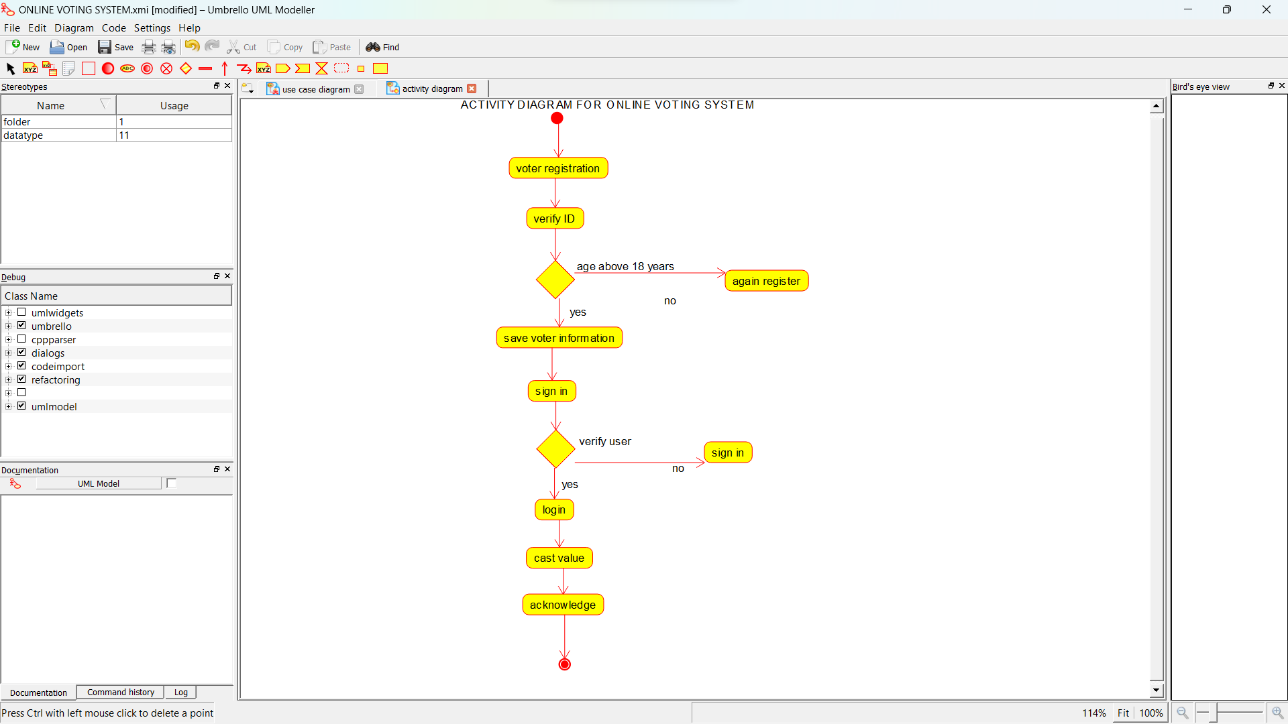 ONLINE VOTING SYSTEM.xmi [modified] – Umbrello UML Modeller
File Edit Diagram Code Settings Help
New Open Save Cut Copy Paste Find
XYZ ABC XYZ
Stereotypes
Name Usage
folder 1
datatype 11
Debug
Class Name
umlwidgets
umbrello
cppparser
dialogs
codeimport
refactoring
umlmodel
Documentation
UML Model
Documentation Command history Log
use case diagram activity diagram
ACTIVITY DIAGRAM FOR ONLINE VOTING SYSTEM
voter registration
verify ID
age above 18 years
again register
no
yes
save voter information
sign in
verify user
sign in
no
yes
login
cast value
acknowledge
Bird's eye view
Press Ctrl with left mouse click to delete a point
114% Fit 100%